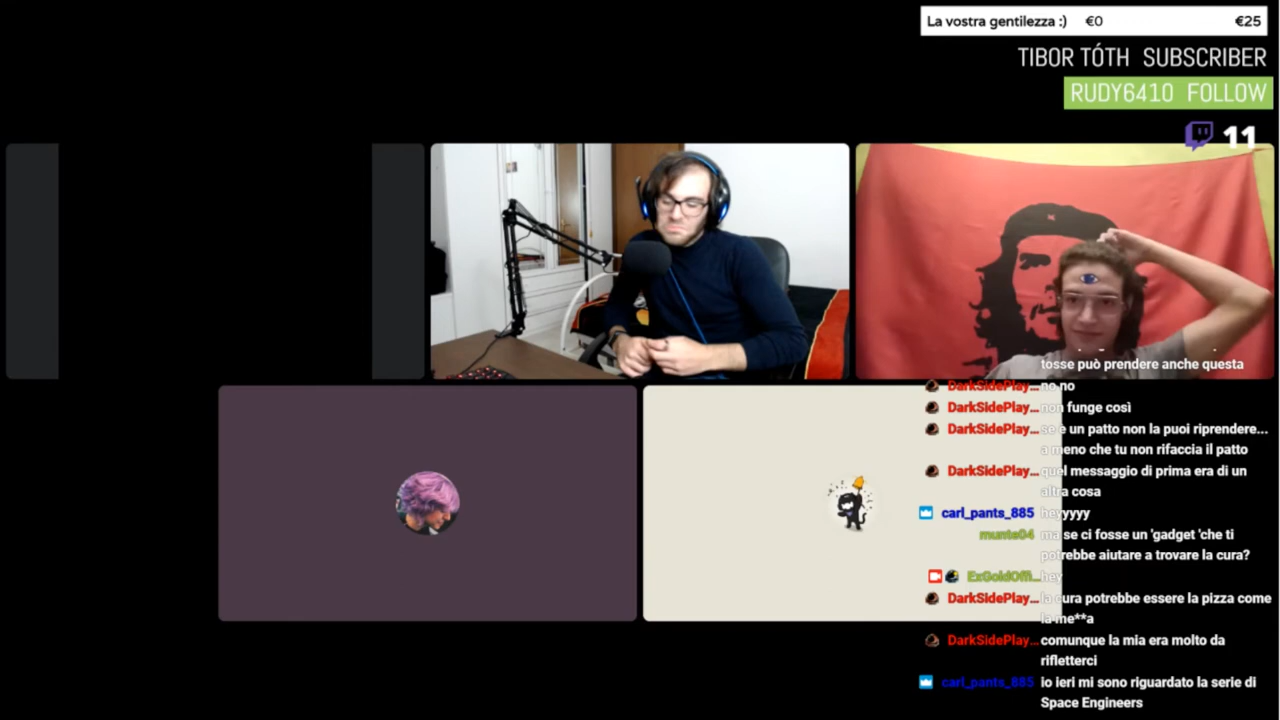 La vostra gentilezza :) €0 €25
TIBOR TÓTH SUBSCRIBER
RUDY6410 FOLLOW
11
tosse può prendere anche questa
DarkSidePlay... no no
DarkSidePlay... non funge così
DarkSidePlay... se è un patto non la puoi riprendere...
a meno che tu non rifaccia il patto
DarkSidePlay... quel messaggio di prima era di un
altra cosa
carl_pants_885 heyyyyy
munte04 ma se ci fosse un 'gadget 'che ti
potrebbe aiutare a trovare la cura?
ExGoldOffi... hey
DarkSidePlay... la cura potrebbe essere la pizza come
la me**a
DarkSidePlay... comunque la mia era molto da
rifletterci
carl_pants_885 io ieri mi sono riguardato la serie di
Space Engineers